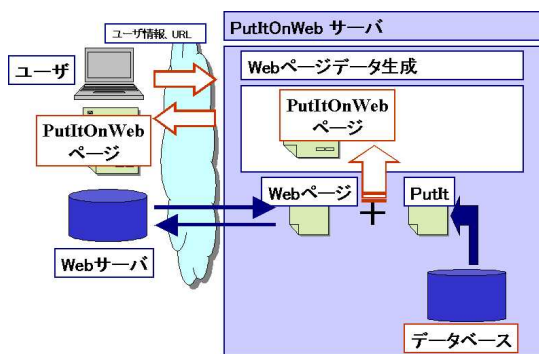 ユーザ情報、URL
PutItOnWeb サーバ
ユーザ
Webページデータ生成
PutItOnWeb
ページ
PutItOnWeb
ページ
Webページ
PutIt
+
Webサーバ
データベース